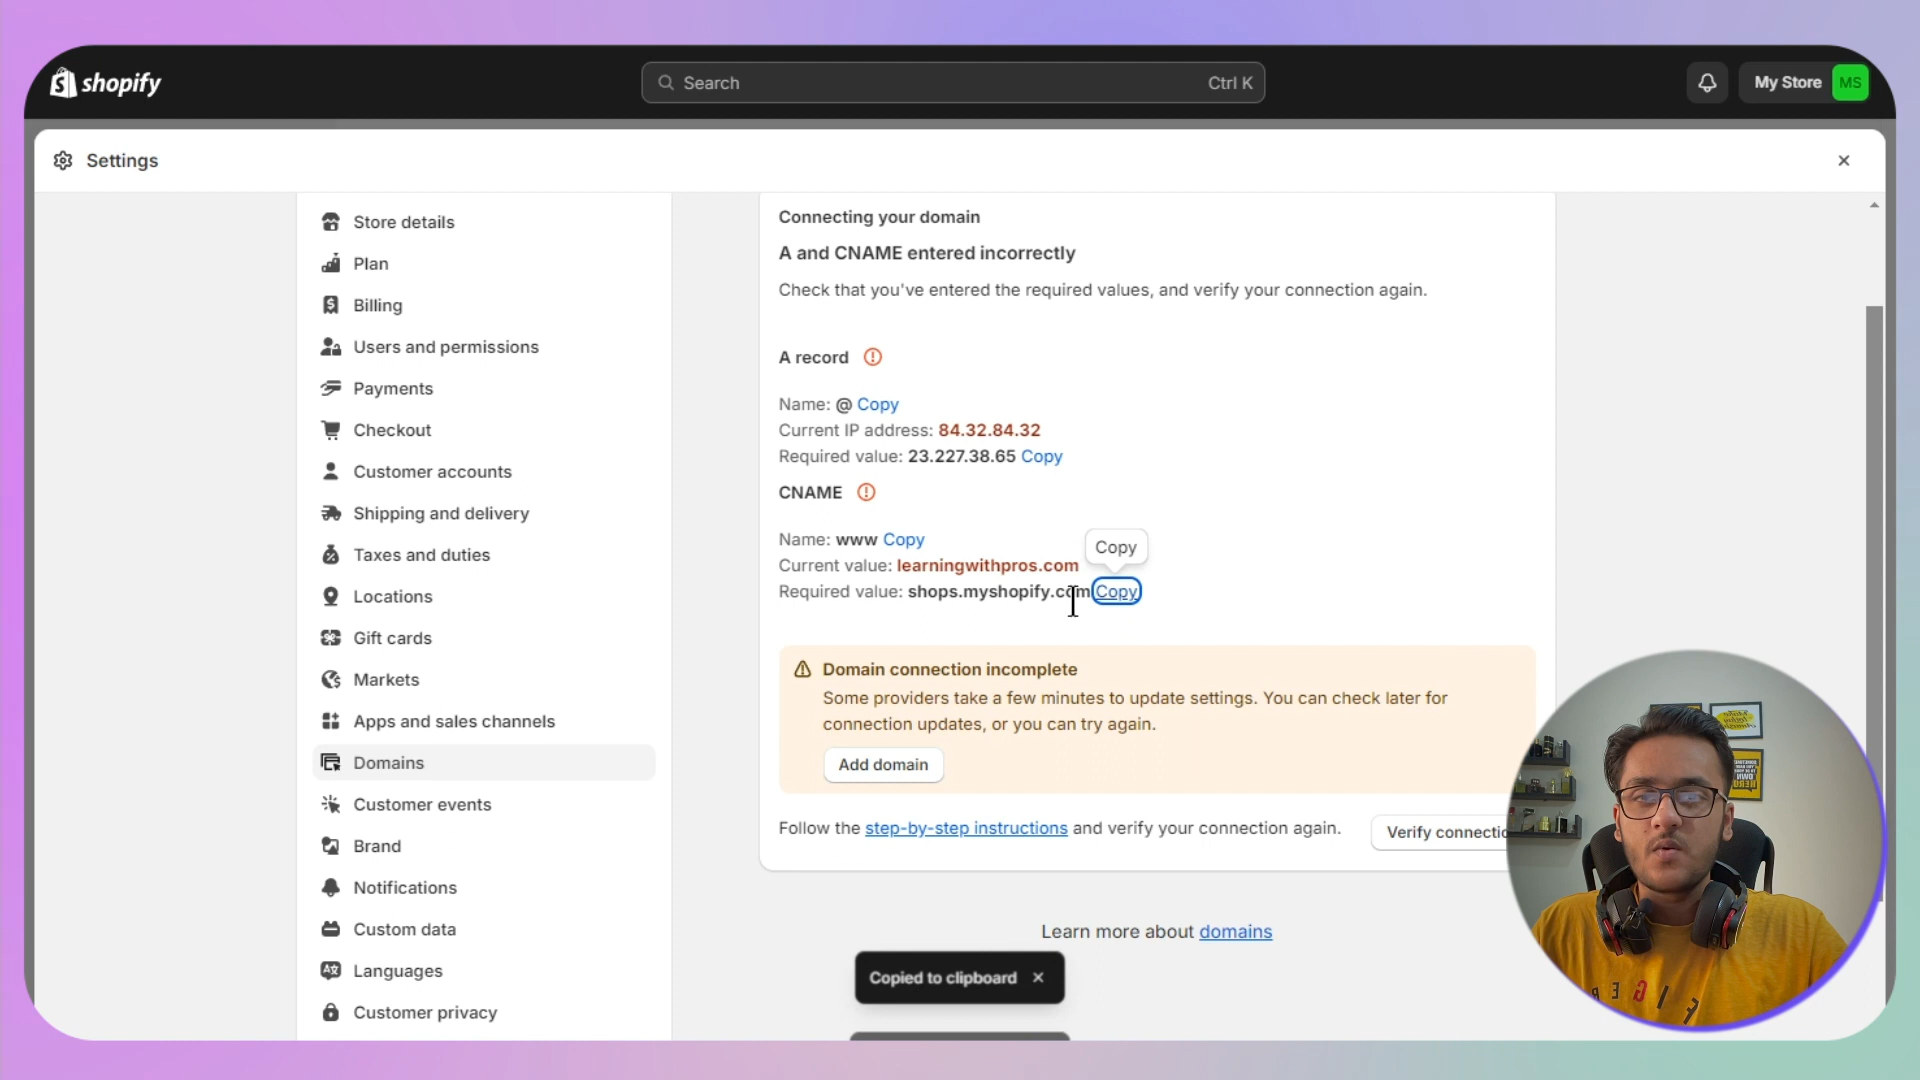 shopify
Search
Ctrl K
My Store
MS
Settings
Store details
Plan
Billing
Users and permissions
Payments
Checkout
Customer accounts
Shipping and delivery
Taxes and duties
Locations
Gift cards
Markets
Apps and sales channels
Domains
Customer events
Brand
Notifications
Custom data
Languages
Customer privacy
Connecting your domain
A and CNAME entered incorrectly
Check that you've entered the required values, and verify your connection again.
A record
Name: @ Copy
Current IP address: 84.32.84.32
Required value: 23.227.38.65 Copy
CNAME
Name: www Copy
Copy
Current value: learningwithpros.com
Required value: shops.myshopify.com Copy
Domain connection incomplete
Some providers take a few minutes to update settings. You can check later for
connection updates, or you can try again.
Add domain
Follow the step-by-step instructions and verify your connection again.
Verify connectio
Learn more about domains
Copied to clipboard